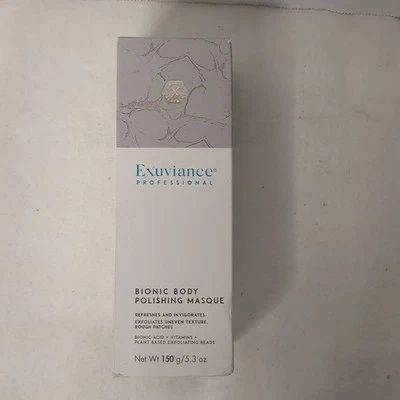 Exuviance®
PROFESSIONAL
BIONIC BODY
POLISHING MASQUE
REFRESHES AND INVIGORATES
EXFOLIATES UNEVEN TEXTURE,
ROUGH PATCHES
BIONIC ACID + VITAMINS +
PLANT BASED EXFOLIATING BEADS
Net Wt 150 g/5.3 oz